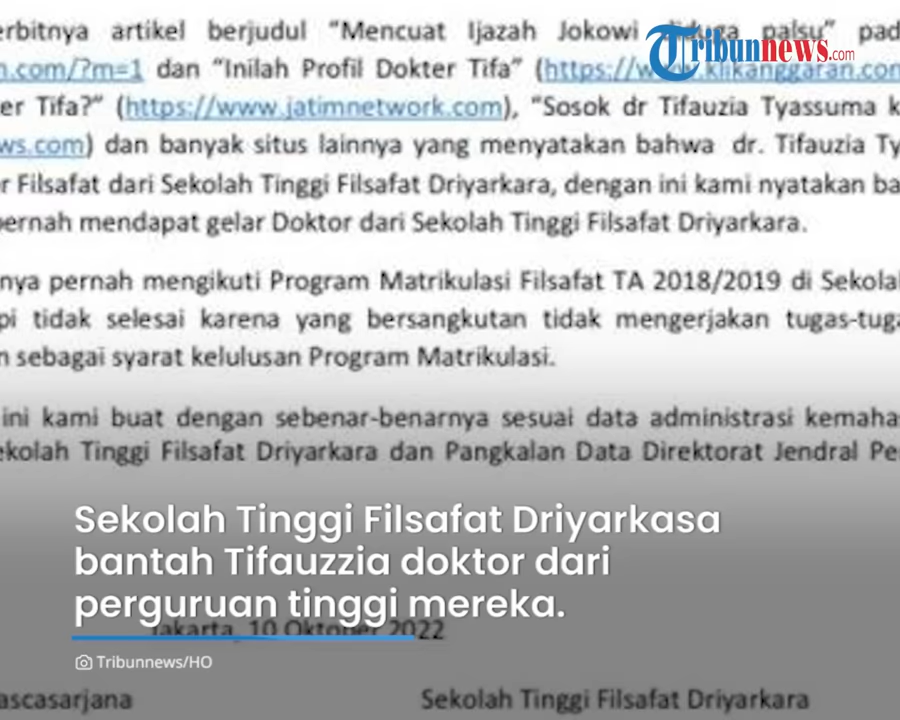 erbitnya artikel berjudul "Mencuat Ijazah Jokowi diduga palsu" pad
Tribunnews.com
n.com/?m=1 dan "Inilah Profil Dokter Tifa" (https://www.klikanggaran.com
er Tifa?" (https://www.jatimnetwork.com), "Sosok dr Tifauzia Tyassuma k
ws.com) dan banyak situs lainnya yang menyatakan bahwa dr. Tifauzia Ty
r Filsafat dari Sekolah Tinggi Filsafat Driyarkara, dengan ini kami nyatakan ba
pernah mendapat gelar Doktor dari Sekolah Tinggi Filsafat Driyarkara.
nya pernah mengikuti Program Matrikulasi Filsafat TA 2018/2019 di Sekolah
pi tidak selesai karena yang bersangkutan tidak mengerjakan tugas-tuga
n sebagai syarat kelulusan Program Matrikulasi.
ini kami buat dengan sebenar-benarnya sesuai data administrasi kemaha
ekolah Tinggi Filsafat Driyarkara dan Pangkalan Data Direktorat Jendral Pe
Sekolah Tinggi Filsafat Driyarkasa
bantah Tifauzzia doktor dari
perguruan tinggi mereka.
Jakarta, 10 Oktober 2022
Tribunnews/HO
ascasarjana Sekolah Tinggi Filsafat Driyarkara